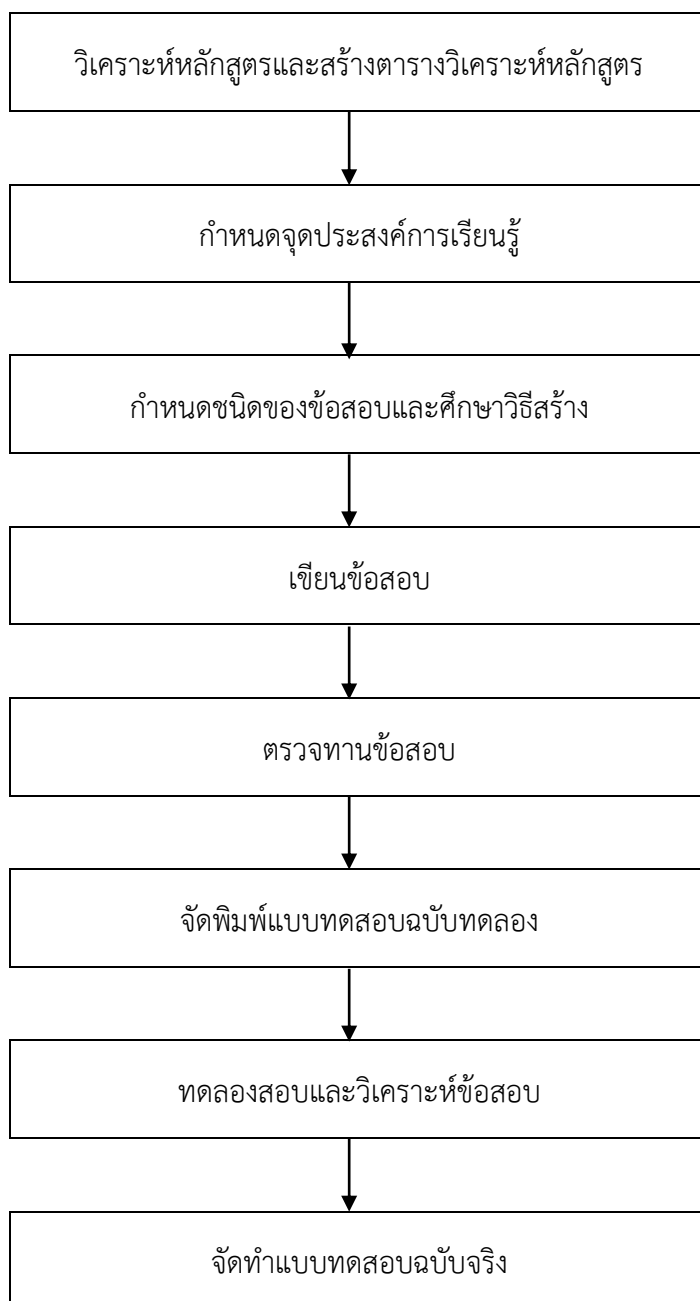 วิเคราะห์หลักสูตรและสร้างตารางวิเคราะห์หลักสูตร
กำหนดจุดประสงค์การเรียนรู้
กำหนดชนิดของข้อสอบและศึกษาวิธีสร้าง
เขียนข้อสอบ
ตรวจทานข้อสอบ
จัดพิมพ์แบบทดสอบฉบับทดลอง
ทดลองสอบและวิเคราะห์ข้อสอบ
จัดทำแบบทดสอบฉบับจริง